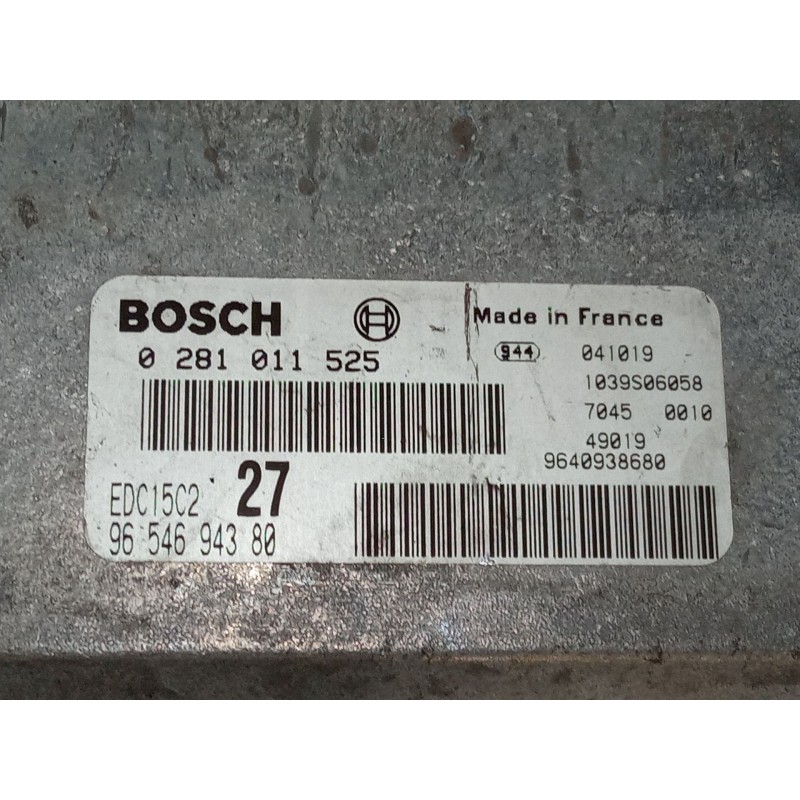 BOSCH
0 281 011 525
EDC15C2 27
96 546 943 80
Made in France
944 041019
1039S06058
7045 0010
49019
9640938680